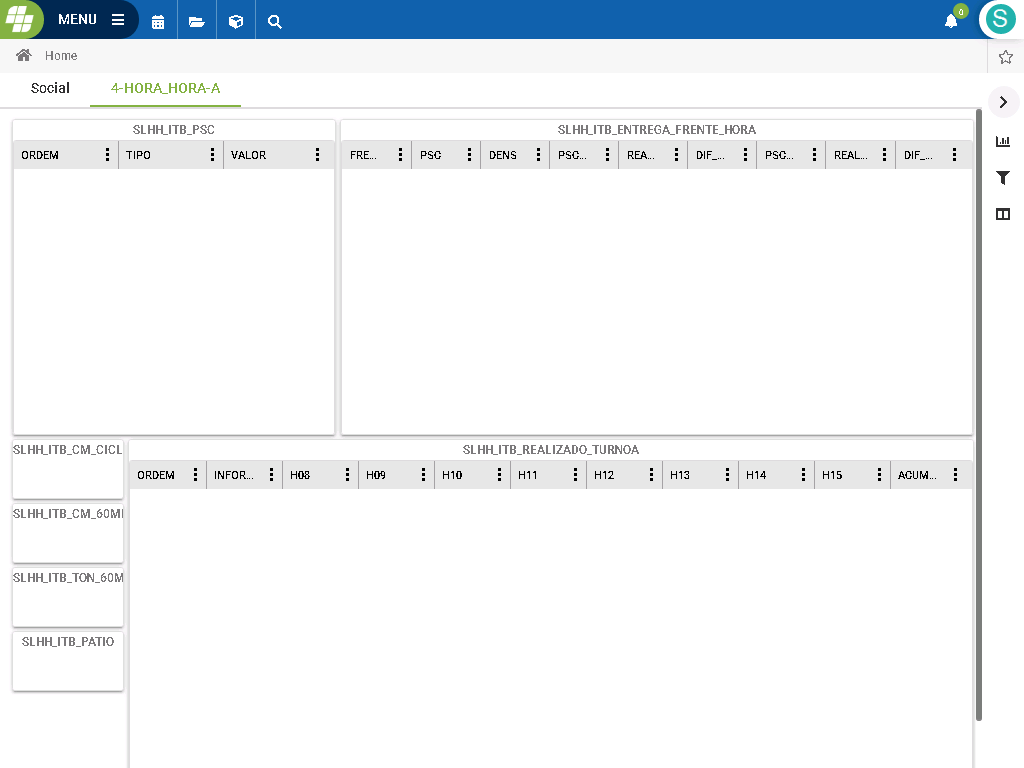 MENU
0
S
Home
Social
4-HORA_HORA-A
SLHH_ITB_PSC
ORDEM TIPO VALOR
SLHH_ITB_ENTREGA_FRENTE_HORA
FRE... PSC DENS PSC... REA... DIF_... PSC... REAL... DIF_...
SLHH_ITB_CM_CICL
SLHH_ITB_CM_60M
SLHH_ITB_TON_60M
SLHH_ITB_PATIO
SLHH_ITB_REALIZADO_TURNOA
ORDEM INFOR... H08 H09 H10 H11 H12 H13 H14 H15 ACUM...